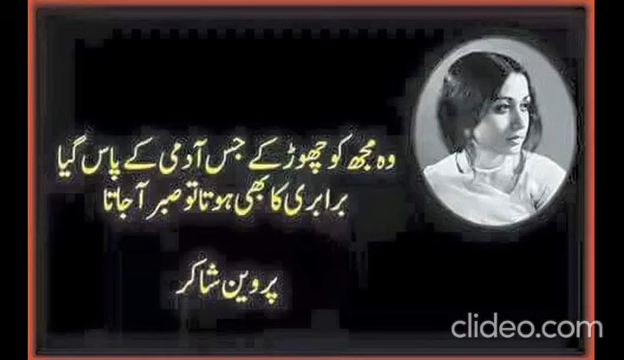 وہ مجھ کو چھوڑ کے جس آدمی کے پاس گیا
برابری کا بھی ہوتا تو صبر آ جاتا
پروین شاکر
clideo.com